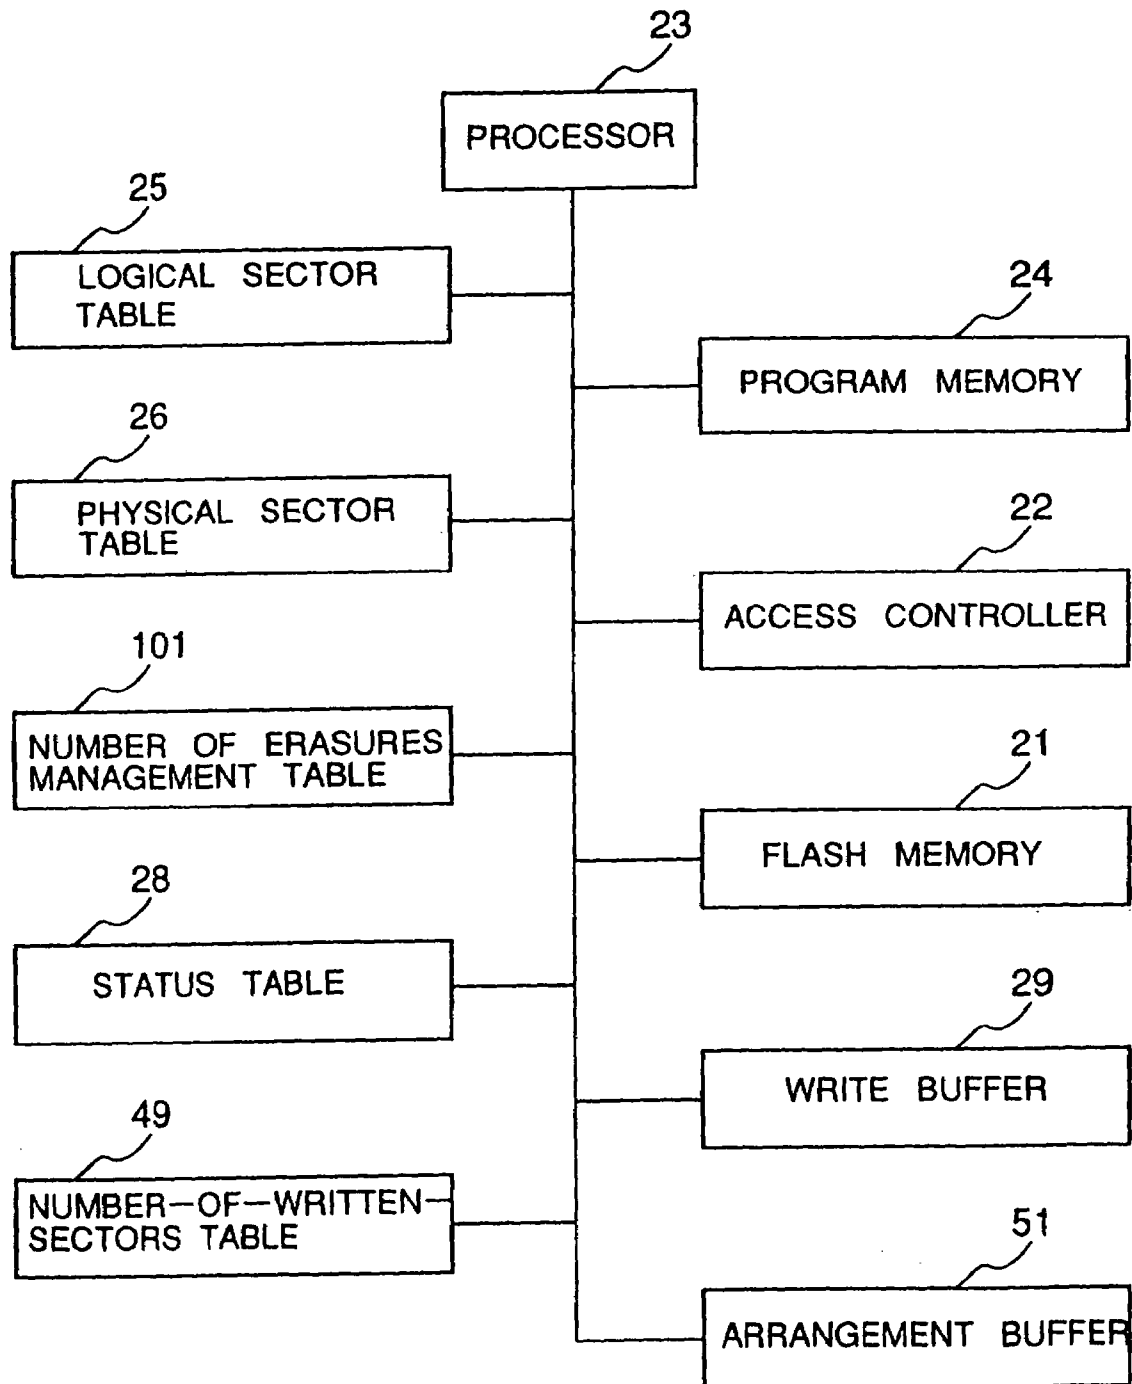 23
PROCESSOR
25
LOGICAL SECTOR
TABLE
24
PROGRAM MEMORY
26
PHYSICAL SECTOR
TABLE
22
ACCESS CONTROLLER
101
NUMBER OF ERASURES
MANAGEMENT TABLE
21
FLASH MEMORY
28
STATUS TABLE
29
WRITE BUFFER
49
NUMBER-OF-WRITTEN-
SECTORS TABLE
51
ARRANGEMENT BUFFER